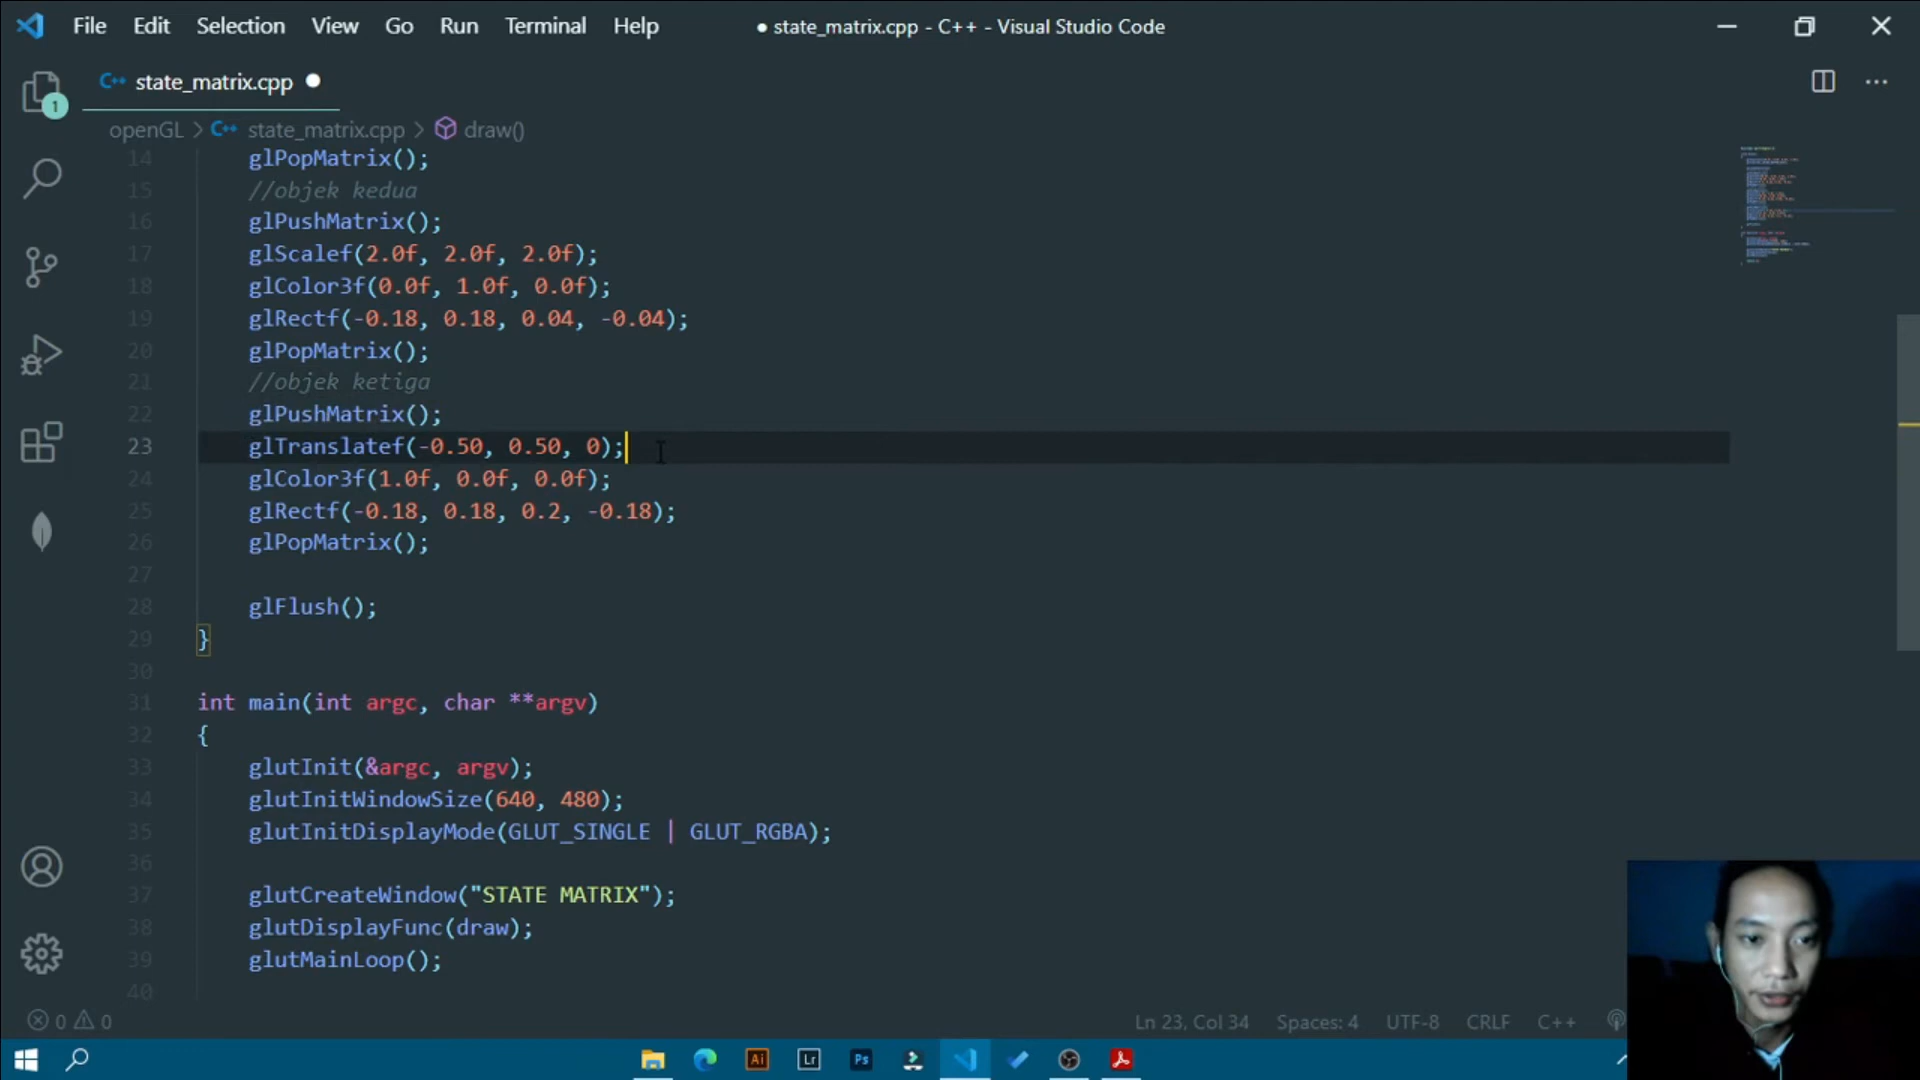 File Edit Selection View Go Run Terminal Help ● state_matrix.cpp - C++ - Visual Studio Code
C++ state_matrix.cpp ●
1
openGL > C++ state_matrix.cpp > draw()
14 glPopMatrix();
15 //objek kedua
16 glPushMatrix();
17 glScalef(2.0f, 2.0f, 2.0f);
18 glColor3f(0.0f, 1.0f, 0.0f);
19 glRectf(-0.18, 0.18, 0.04, -0.04);
20 glPopMatrix();
21 //objek ketiga
22 glPushMatrix();
23 glTranslatef(-0.50, 0.50, 0);
24 glColor3f(1.0f, 0.0f, 0.0f);
25 glRectf(-0.18, 0.18, 0.2, -0.18);
26 glPopMatrix();
27
28 glFlush();
29 }
30
31 int main(int argc, char **argv)
32 {
33 glutInit(&argc, argv);
34 glutInitWindowSize(640, 480);
35 glutInitDisplayMode(GLUT_SINGLE | GLUT_RGBA);
36
37 glutCreateWindow("STATE MATRIX");
38 glutDisplayFunc(draw);
39 glutMainLoop();
40
0 0 Ln 23, Col 34 Spaces: 4 UTF-8 CRLF C++
Ai Lr Ps